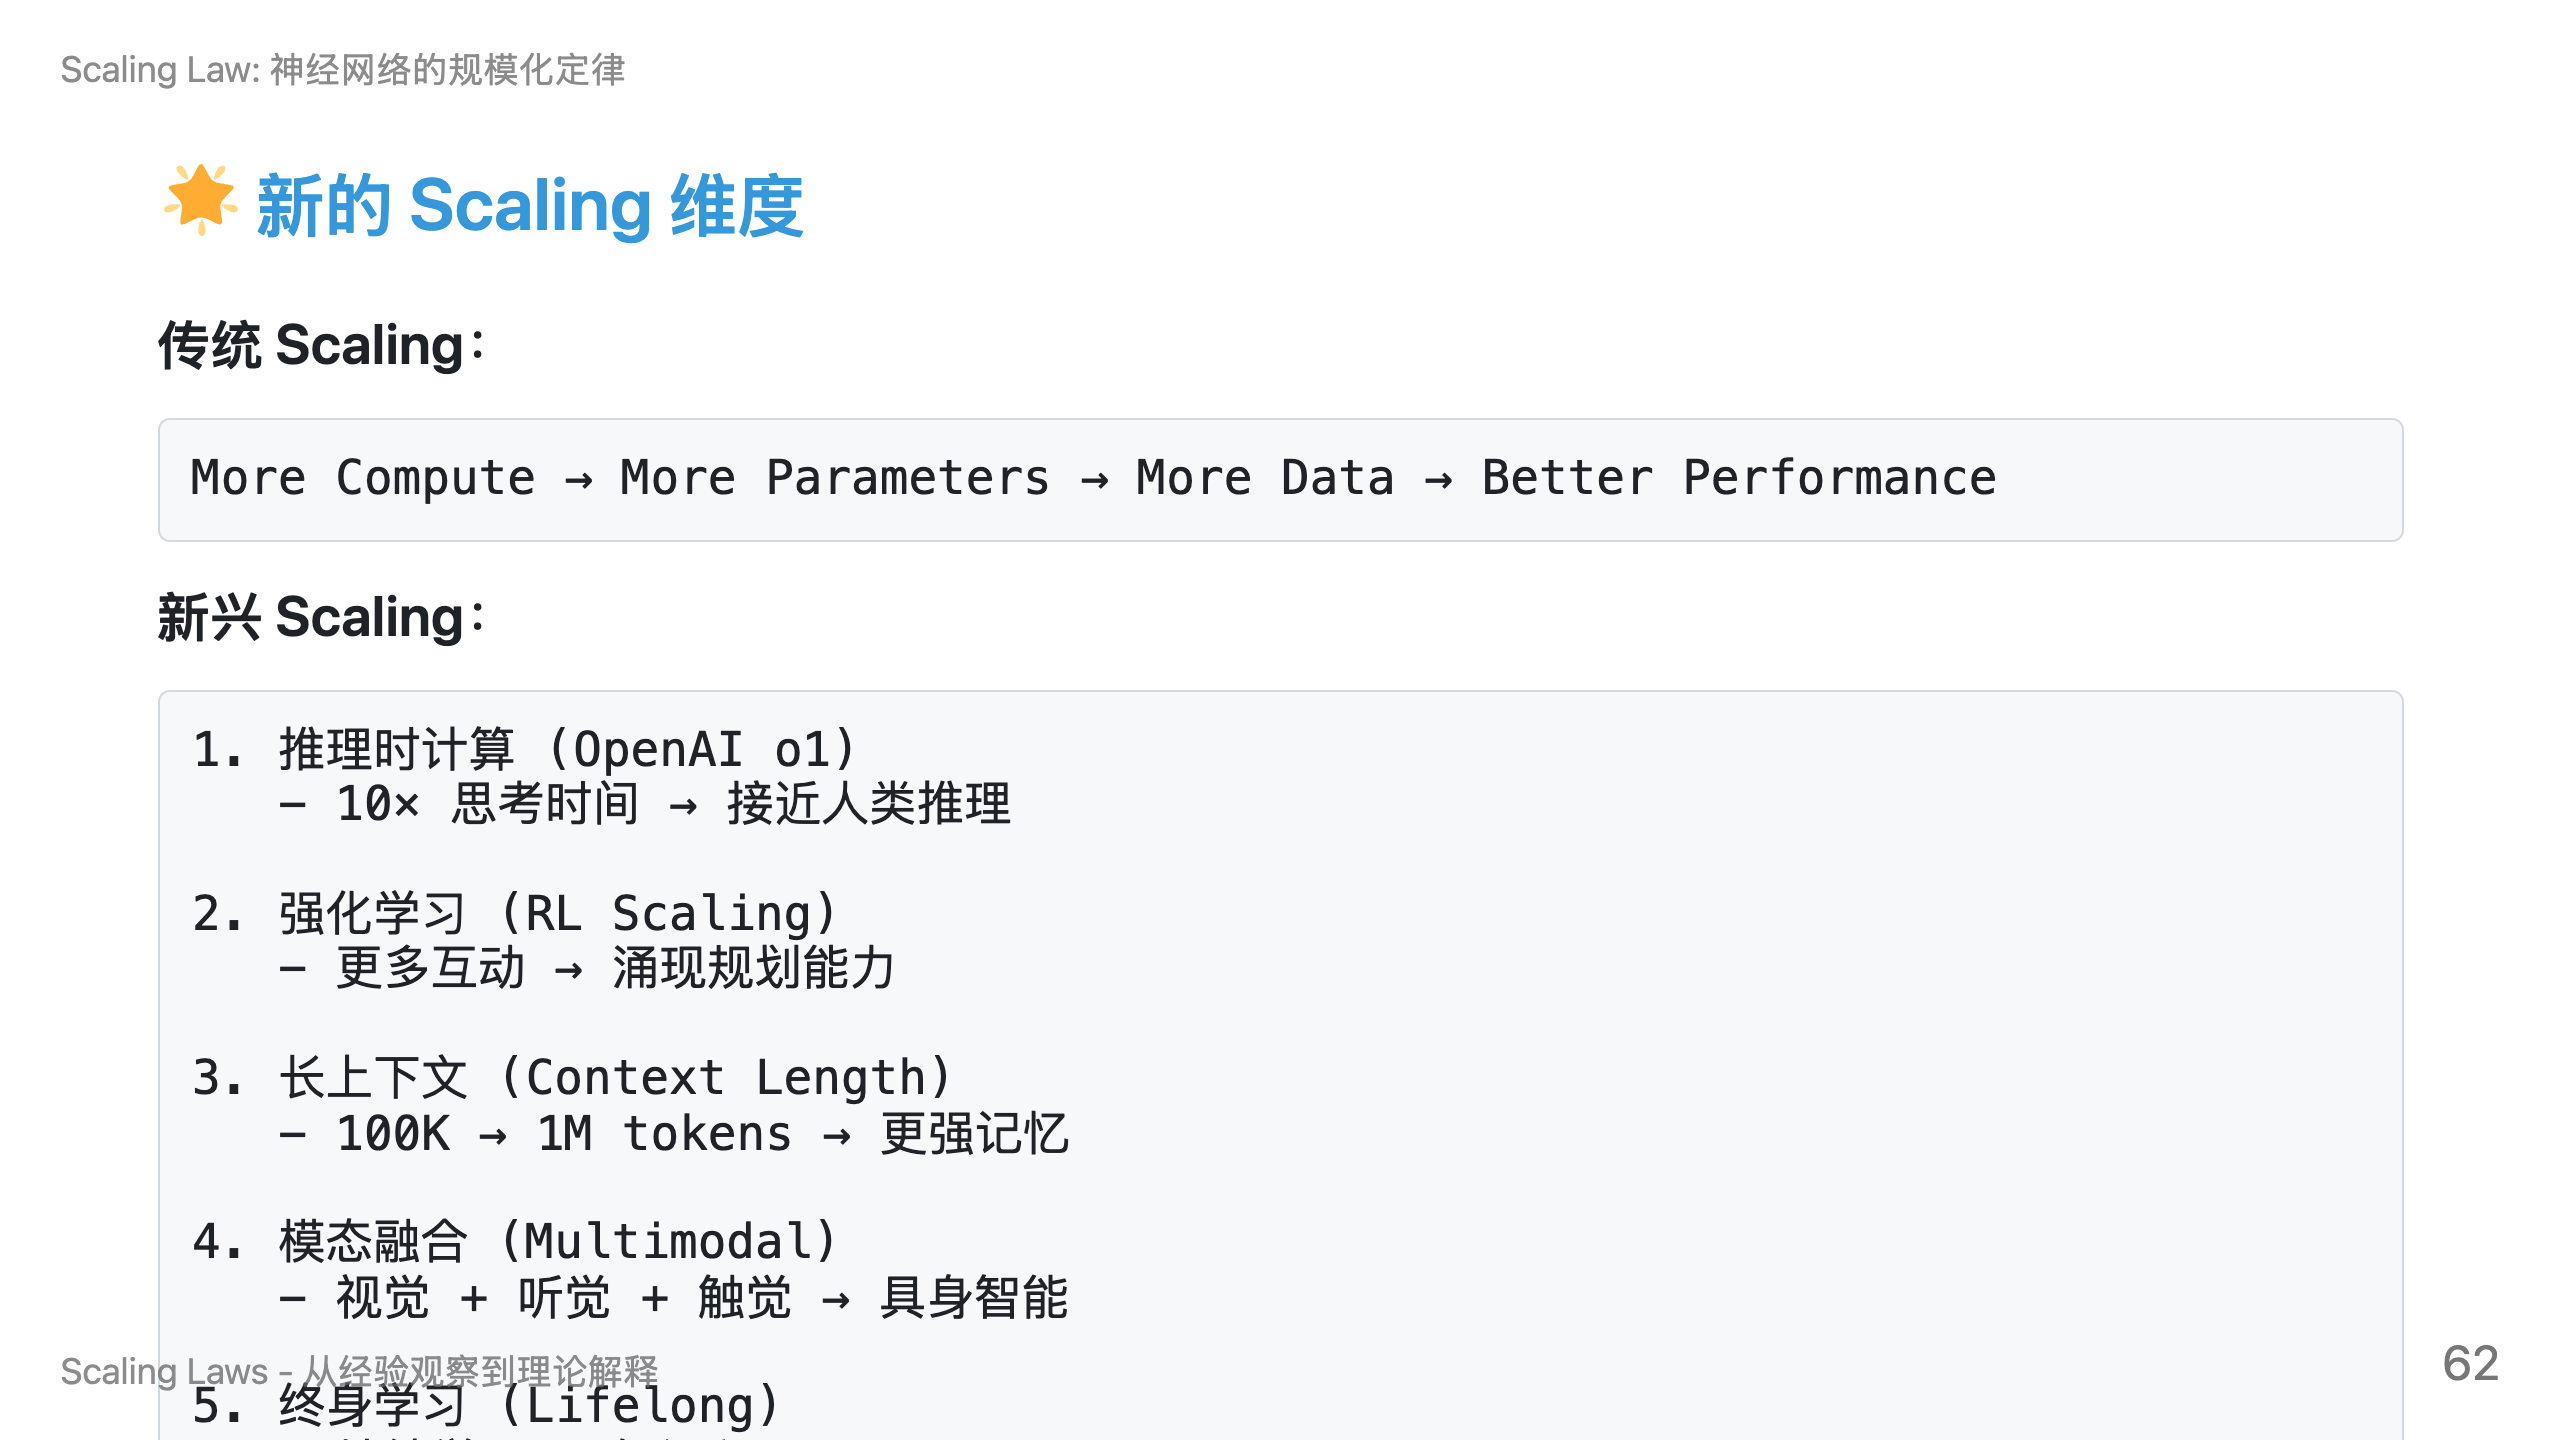 Scaling Law: 神经网络的规模化定律
🌟 新的 Scaling 维度
传统 Scaling：
More Compute → More Parameters → More Data → Better Performance
新兴 Scaling：
1. 推理时计算 (OpenAI o1)
– 10× 思考时间 → 接近人类推理
2. 强化学习 (RL Scaling)
– 更多互动 → 涌现规划能力
3. 长上下文 (Context Length)
– 100K → 1M tokens → 更强记忆
4. 模态融合 (Multimodal)
– 视觉 + 听觉 + 触觉 → 具身智能
Scaling Laws - 从经验观察到理论解释
62
5. 终身学习 (Lifelong)